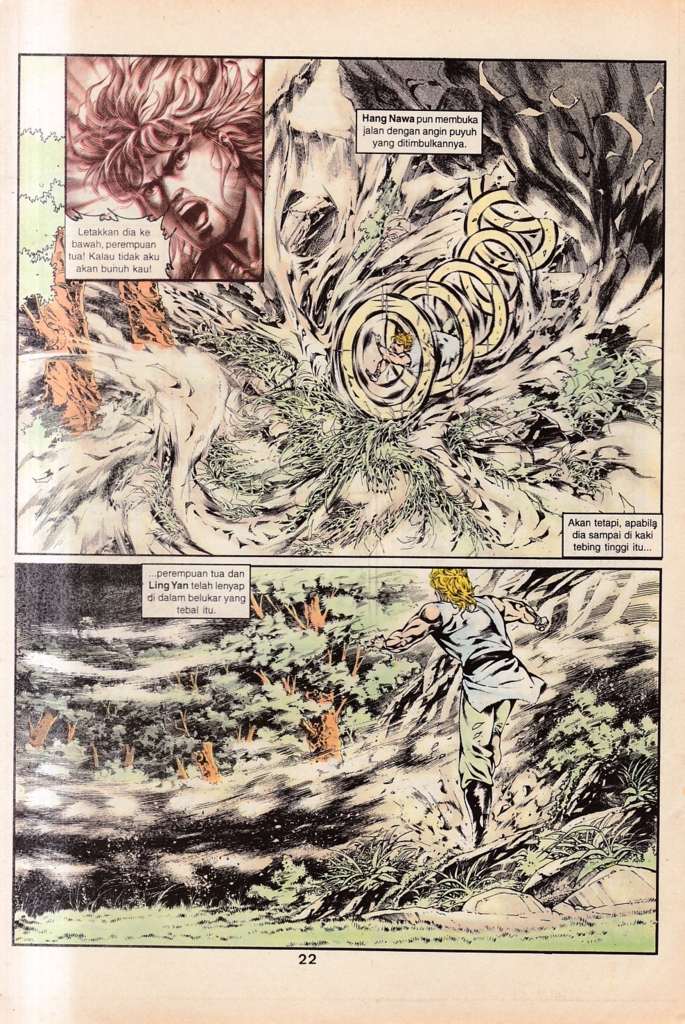 Letakkan dia ke
bawah, perempuan
tua! Kalau tidak aku
akan bunuh kau!
Hang Nawa pun membuka
jalan dengan angin puyuh
yang ditimbulkannya.
Akan tetapi, apabila
dia sampai di kaki
tebing tinggi itu...
...perempuan tua dan
Ling Yan telah lenyap
di dalam belukar yang
tebal itu.
22